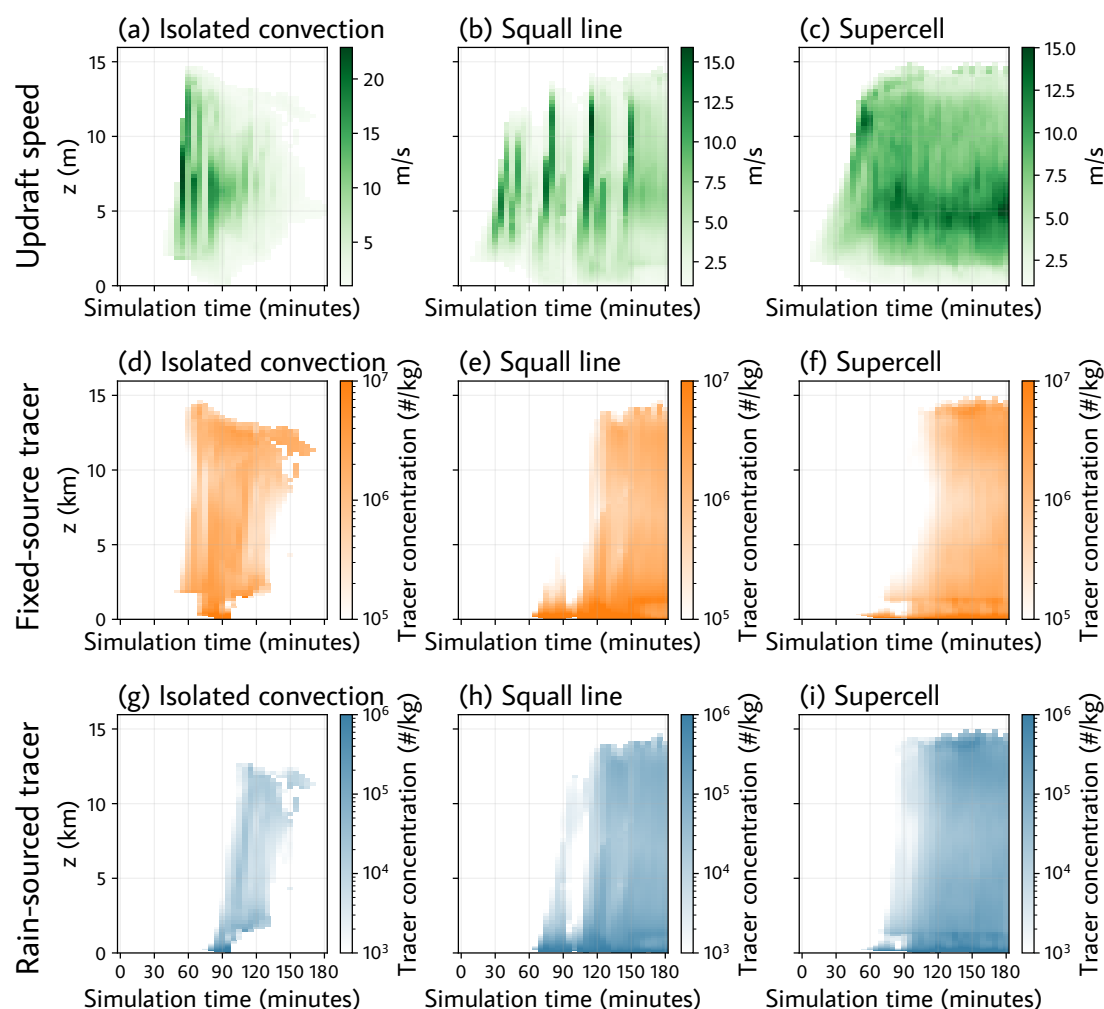 (a) Isolated convection
(b) Squall line
(c) Supercell
Updraft speed
z (m)
15
10
5
0
20
15
10
5
m/s
15.0
12.5
10.0
7.5
5.0
2.5
m/s
15.0
12.5
10.0
7.5
5.0
2.5
m/s
Simulation time (minutes)
Simulation time (minutes)
Simulation time (minutes)
(d) Isolated convection
(e) Squall line
(f) Supercell
Fixed-source tracer
z (km)
15
10
5
0
10⁷
10⁶
10⁵
Tracer concentration (#/kg)
10⁷
10⁶
10⁵
Tracer concentration (#/kg)
10⁷
10⁶
10⁵
Tracer concentration (#/kg)
Simulation time (minutes)
Simulation time (minutes)
Simulation time (minutes)
(g) Isolated convection
(h) Squall line
(i) Supercell
Rain-sourced tracer
z (km)
15
10
5
0
10⁶
10⁵
10⁴
10³
Tracer concentration (#/kg)
10⁶
10⁵
10⁴
10³
Tracer concentration (#/kg)
10⁶
10⁵
10⁴
10³
Tracer concentration (#/kg)
0 30 60 90 120 150 180
0 30 60 90 120 150 180
0 30 60 90 120 150 180
Simulation time (minutes)
Simulation time (minutes)
Simulation time (minutes)